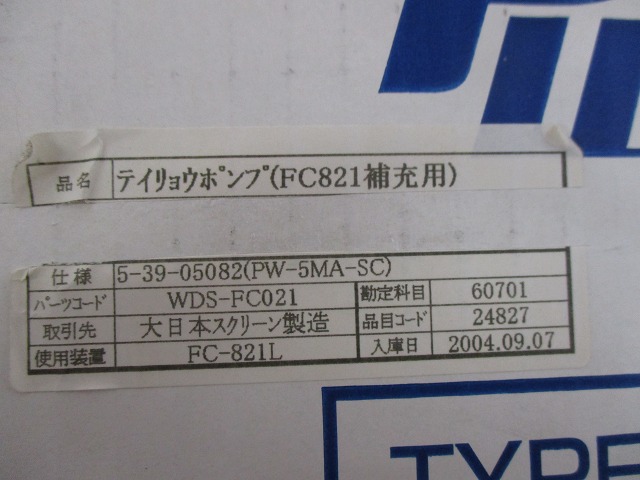 品名 テイリョウポンプ(FC821補充用)
仕様 5-39-05082(PW-5MA-SC)
パーツコード WDS-FC021 勘定科目 60701
取引先 大日本スクリーン製造 品目コード 24827
使用装置 FC-821L 入庫日 2004.09.07
TYPE